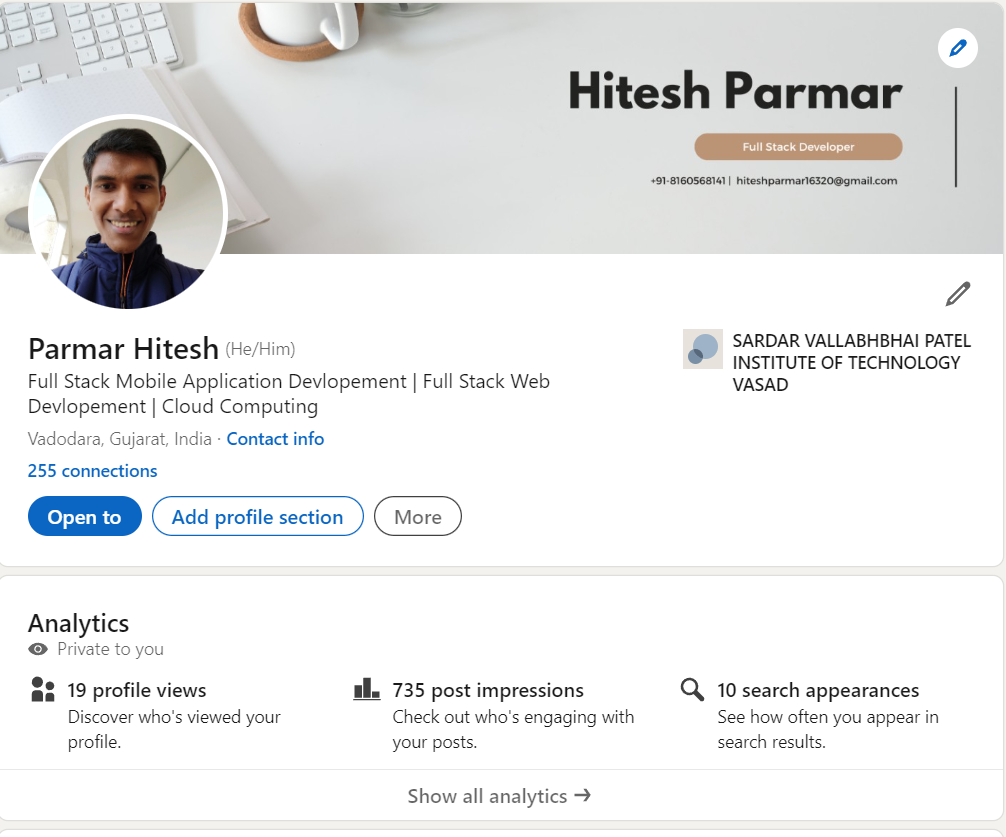 Hitesh Parmar
Full Stack Developer
+91-8160568141 | hiteshparmar16320@gmail.com
Parmar Hitesh (He/Him)
Full Stack Mobile Application Devlopement | Full Stack Web
Devlopement | Cloud Computing
Vadodara, Gujarat, India · Contact info
255 connections
Open to
Add profile section
More
SARDAR VALLABHBHAI PATEL
INSTITUTE OF TECHNOLOGY
VASAD
Analytics
Private to you
19 profile views
Discover who's viewed your
profile.
735 post impressions
Check out who's engaging with
your posts.
10 search appearances
See how often you appear in
search results.
Show all analytics →